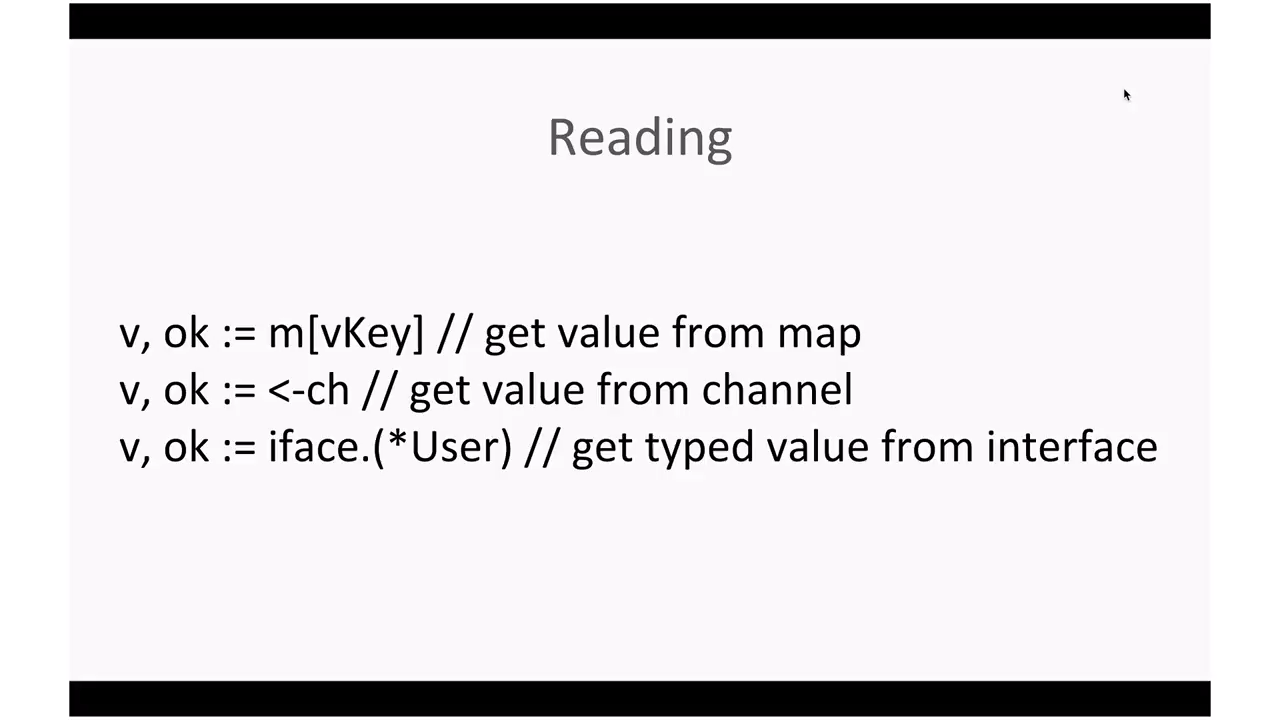 Reading
v, ok := m[vKey] // get value from map
v, ok := <-ch // get value from channel
v, ok := iface.(*User) // get typed value from interface